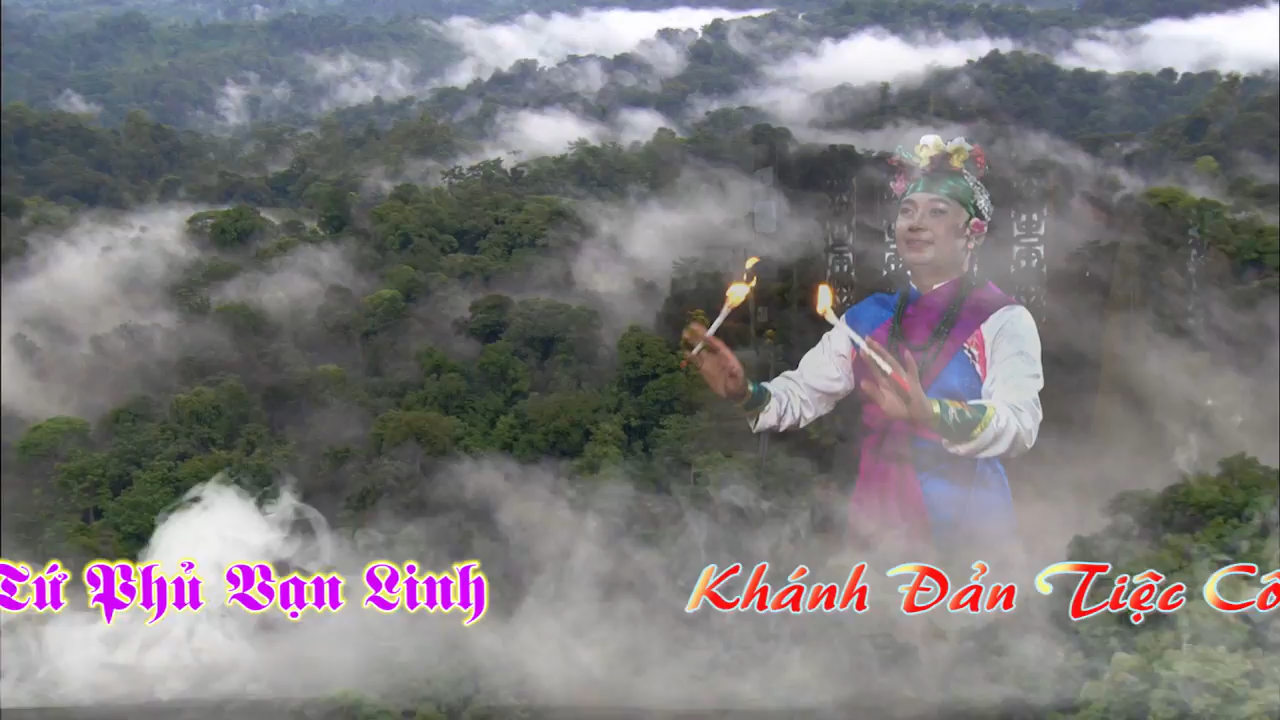 Tứ Phủ Vạn Linh
Khánh Đản Tiệc Cô